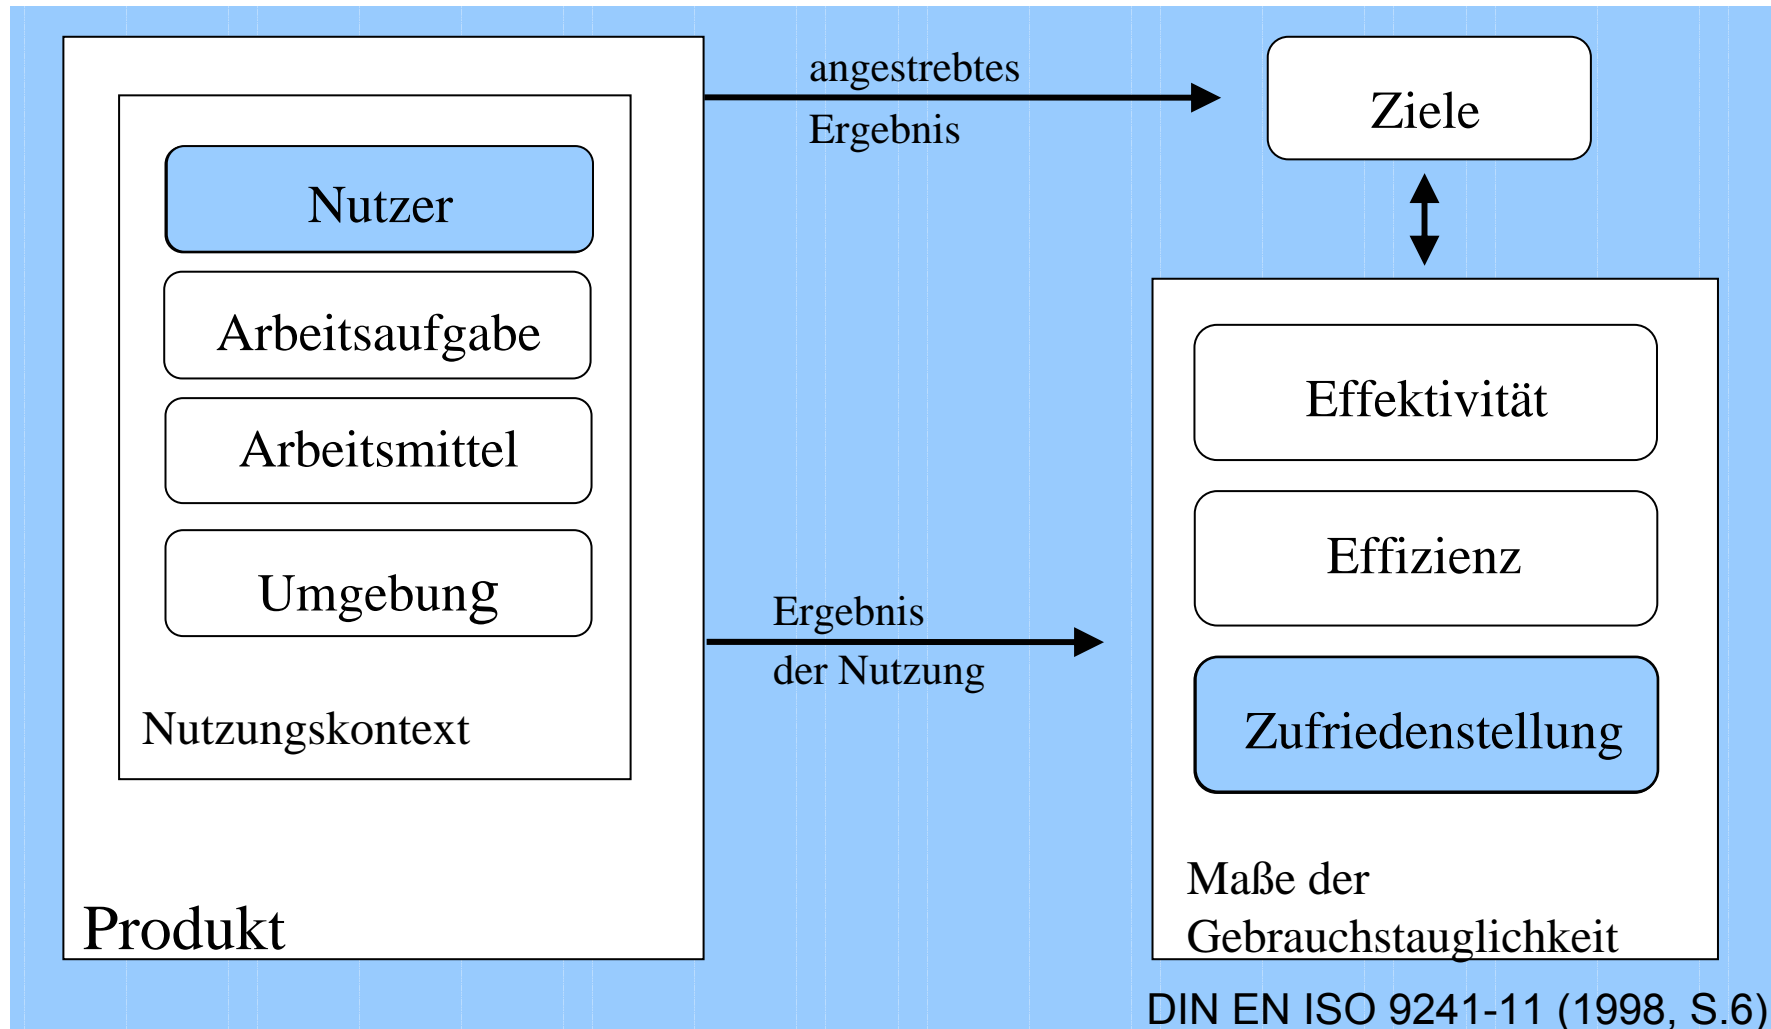 Nutzer
Arbeitsaufgabe
Arbeitsmittel
Umgebung
Nutzungskontext
Produkt
angestrebtes
Ergebnis
Ergebnis
der Nutzung
Ziele
Effektivität
Effizienz
Zufriedenstellung
Maße der
Gebrauchstauglichkeit
DIN EN ISO 9241-11 (1998, S.6)